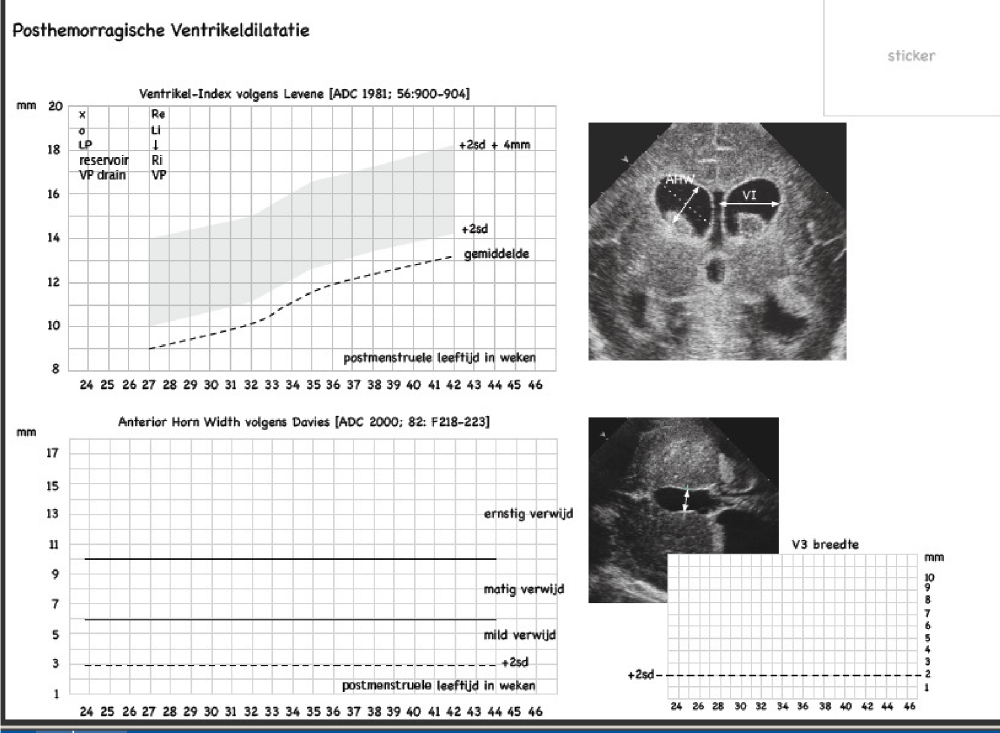 Posthemorragische Ventrikeldilatatie
sticker
Ventrikel-Index volgens Levene [ADC 1981; 56:900-904]
mm
20
18
16
14
12
10
8
x Re
o Li
LP ↓
reservoir Ri
VP drain VP
+2sd + 4mm
+2sd
gemiddelde
postmenstruele leeftijd in weken
24 25 26 27 28 29 30 31 32 33 34 35 36 37 38 39 40 41 42 43 44 45 46
AHW
VI
Anterior Horn Width volgens Davies [ADC 2000; 82: F218-223]
mm
17
15
13
11
9
7
5
3
1
ernstig verwijd
matig verwijd
mild verwijd
+2sd
postmenstruele leeftijd in weken
24 25 26 27 28 29 30 31 32 33 34 35 36 37 38 39 40 41 42 43 44 45 46
V3 breedte
mm
10
9
8
7
6
5
4
3
2
1
+2sd
24 26 28 30 32 34 36 38 40 42 44 46